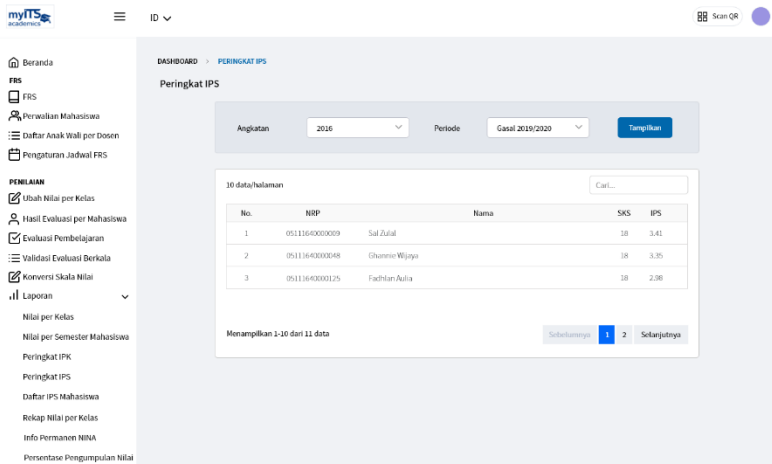 myITS
academics
ID
Scan QR
Beranda
FRS
FRS
Perwalian Mahasiswa
Daftar Anak Wali per Dosen
Pengaturan Jadwal FRS
PENILAIAN
Ubah Nilai per Kelas
Hasil Evaluasi per Mahasiswa
Evaluasi Pembelajaran
Validasi Evaluasi Berkala
Konversi Skala Nilai
Laporan
Nilai per Kelas
Nilai per Semester Mahasiswa
Peringkat IPK
Peringkat IPS
Daftar IPS Mahasiswa
Rekap Nilai per Kelas
Info Permanen NINA
Persentase Pengumpulan Nilai
DASHBOARD > PERINGKAT IPS
Peringkat IPS
Angkatan 2016 Periode Gasal 2019/2020 Tampilkan
10 data/halaman Cari...
No. NRP Nama SKS IPS
1 05111640000009 Sal Zulal 18 3.41
2 05111640000048 Ghannie Wijaya 18 3.35
3 05111640000125 Fadhlan Aulia 18 2.98
Menampilkan 1-10 dari 11 data Sebelumnya 1 2 Selanjutnya